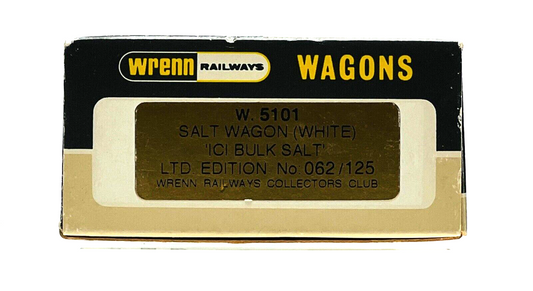 wrenn RAILWAYS WAGONS
W. 5101
SALT WAGON (WHITE)
'ICI BULK SALT'
LTD. EDITION No 062/125
WRENN RAILWAYS COLLECTORS CLUB